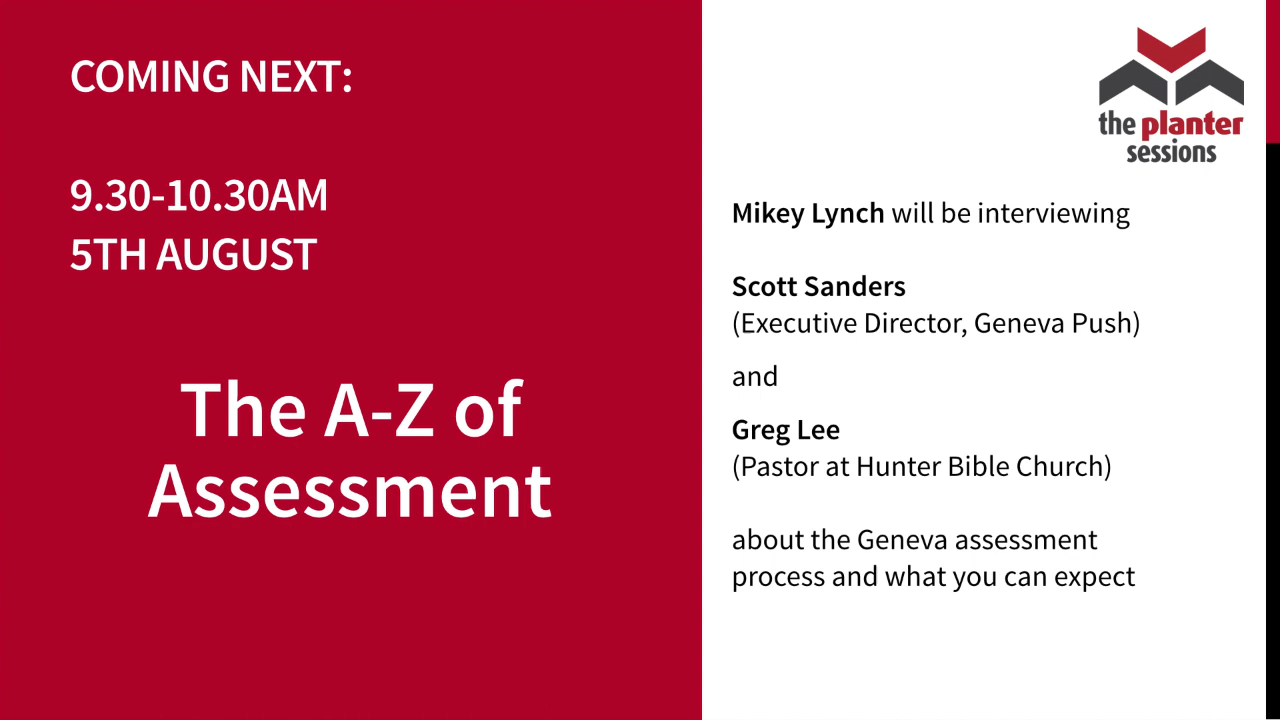 COMING NEXT:
9.30-10.30AM
5TH AUGUST
The A-Z of
Assessment
the planter
sessions
Mikey Lynch will be interviewing
Scott Sanders
(Executive Director, Geneva Push)
and
Greg Lee
(Pastor at Hunter Bible Church)
about the Geneva assessment
process and what you can expect